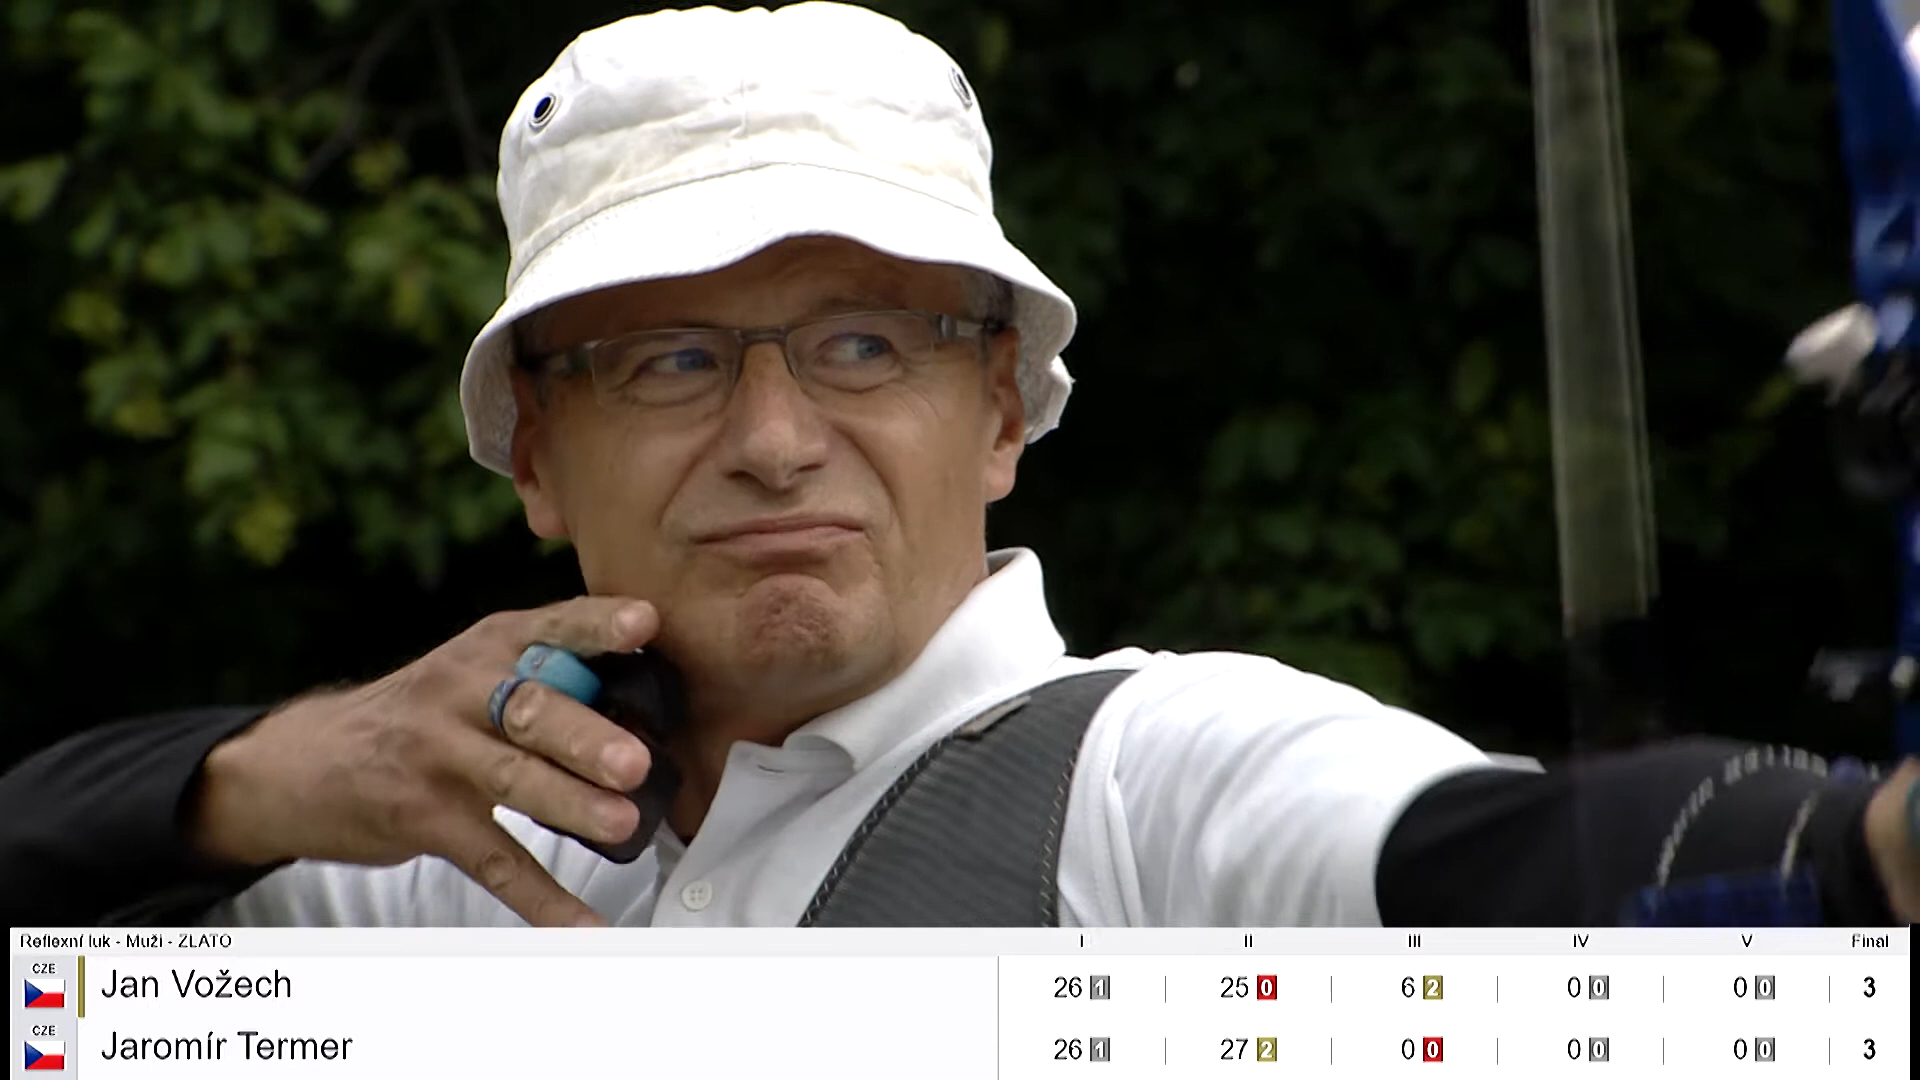 Reflexní luk - Muži - ZLATO I II III IV V Final
CZE
Jan Vožech 26 1 25 0 6 2 0 0 0 0 3
CZE
Jaromír Termer 26 1 27 2 0 0 0 0 0 0 3